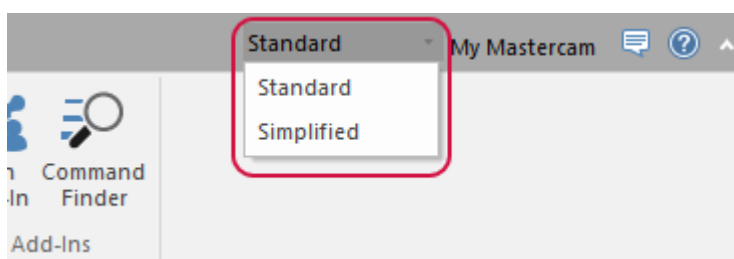 Standard My Mastercam
Standard
Simplified
Command
Finder
Add-Ins